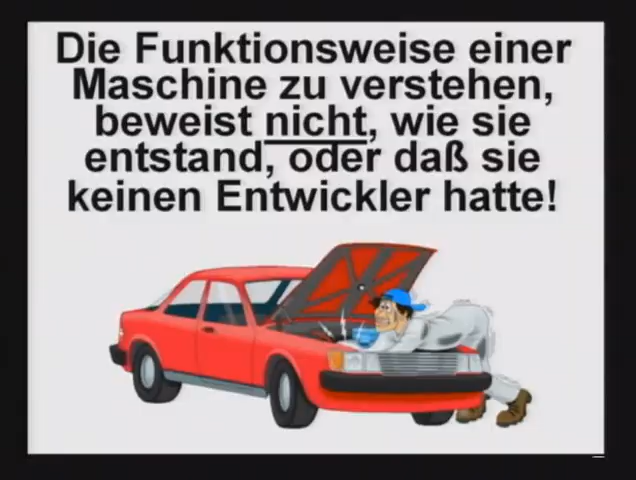 Die Funktionsweise einer
Maschine zu verstehen,
beweist nicht, wie sie
entstand, oder daß sie
keinen Entwickler hatte!